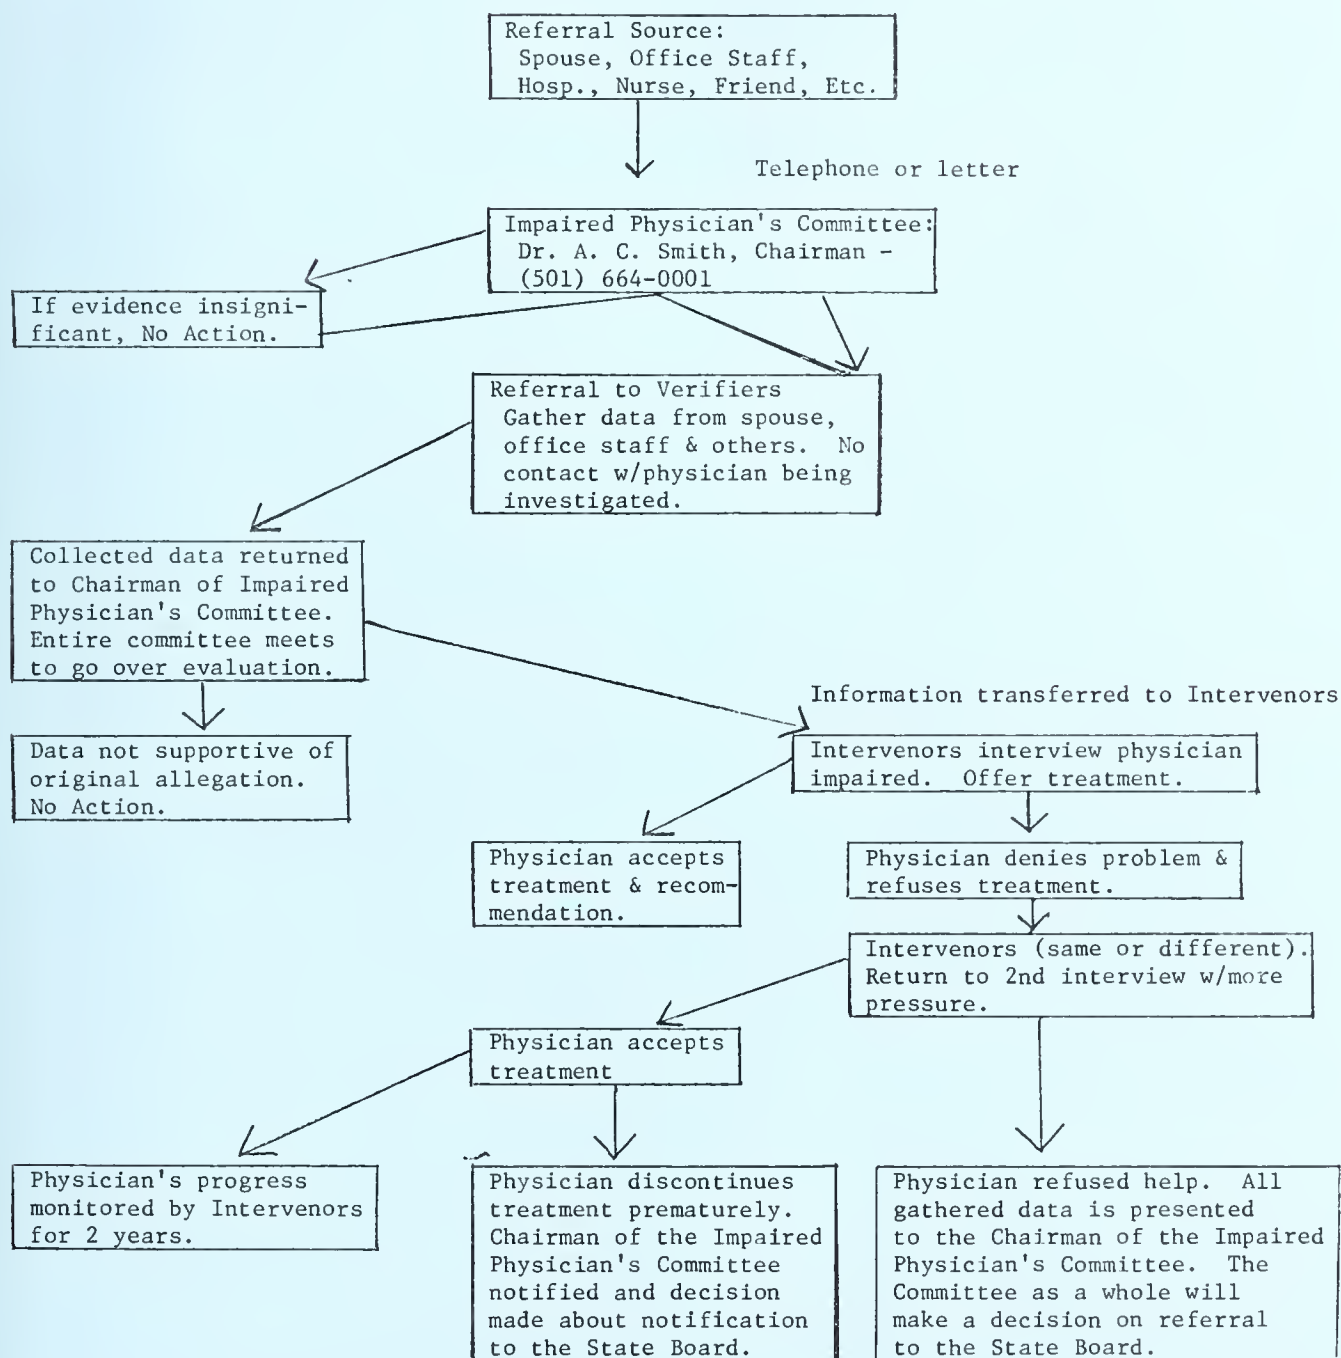 Referral Source:
Spouse, Office Staff,
Hosp., Nurse, Friend, Etc.
Telephone or letter
Impaired Physician's Committee:
Dr. A. C. Smith, Chairman -
(501) 664-0001
If evidence insigni-
ficant, No Action.
Referral to Verifiers
Gather data from spouse,
office staff & others. No
contact w/physician being
investigated.
Collected data returned
to Chairman of Impaired
Physician's Committee.
Entire committee meets
to go over evaluation.
Data not supportive of
original allegation.
No Action.
Information transferred to Intervenors
Intervenors interview physician
impaired. Offer treatment.
Physician accepts
treatment & recom-
mendation.
Physician denies problem &
refuses treatment.
Intervenors (same or different).
Return to 2nd interview w/more
pressure.
Physician accepts
treatment
Physician's progress
monitored by Intervenors
for 2 years.
Physician discontinues
treatment prematurely.
Chairman of the Impaired
Physician's Committee
notified and decision
made about notification
to the State Board.
Physician refused help. All
gathered data is presented
to the Chairman of the Impaired
Physician's Committee. The
Committee as a whole will
make a decision on referral
to the State Board.